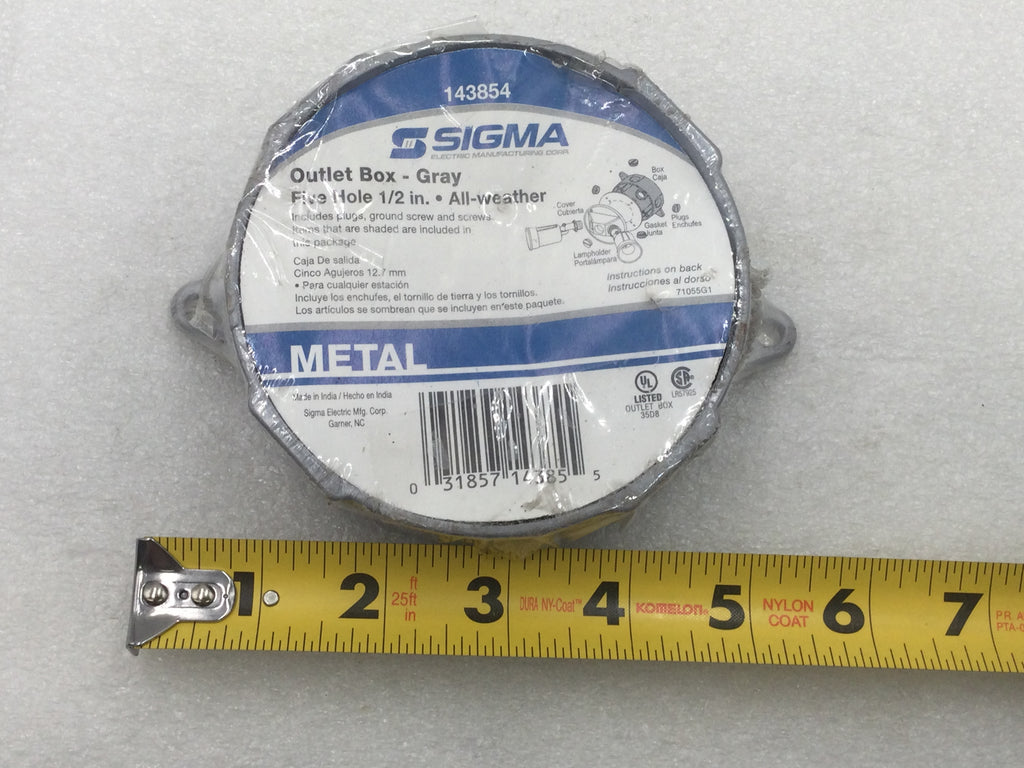 143854
SIGMA
ELECTRIC MANUFACTURING CORP.
Outlet Box - Gray
Five Hole 1/2 in. • All-weather
Includes plugs, ground screw and screws.
Items that are shaded are included in
this package
Caja De salida
Cinco Agujeros 12.7 mm
• Para cualquier estación
Incluye los enchufes, el tornillo de tierra y los tornillos.
Los artículos se sombrean que se incluyen en este paquete.
Box
Caja
Cover
Cubierta
Plugs
Enchufes
Gasket
Junta
Lampholder
Portalámpara
Instructions on back
Instrucciones al dorso
71055G1
METAL
Made in India / Hecho en India
Sigma Electric Mfg. Corp.
Garner, NC
UL
LISTED
OUTLET BOX
35D8
LR57925
0 31857 14385 5
1 2 ft 25ft in 3 DURA NY-Coat™ 4 KOMELON® 5 NYLON COAT 6 7
PR. A